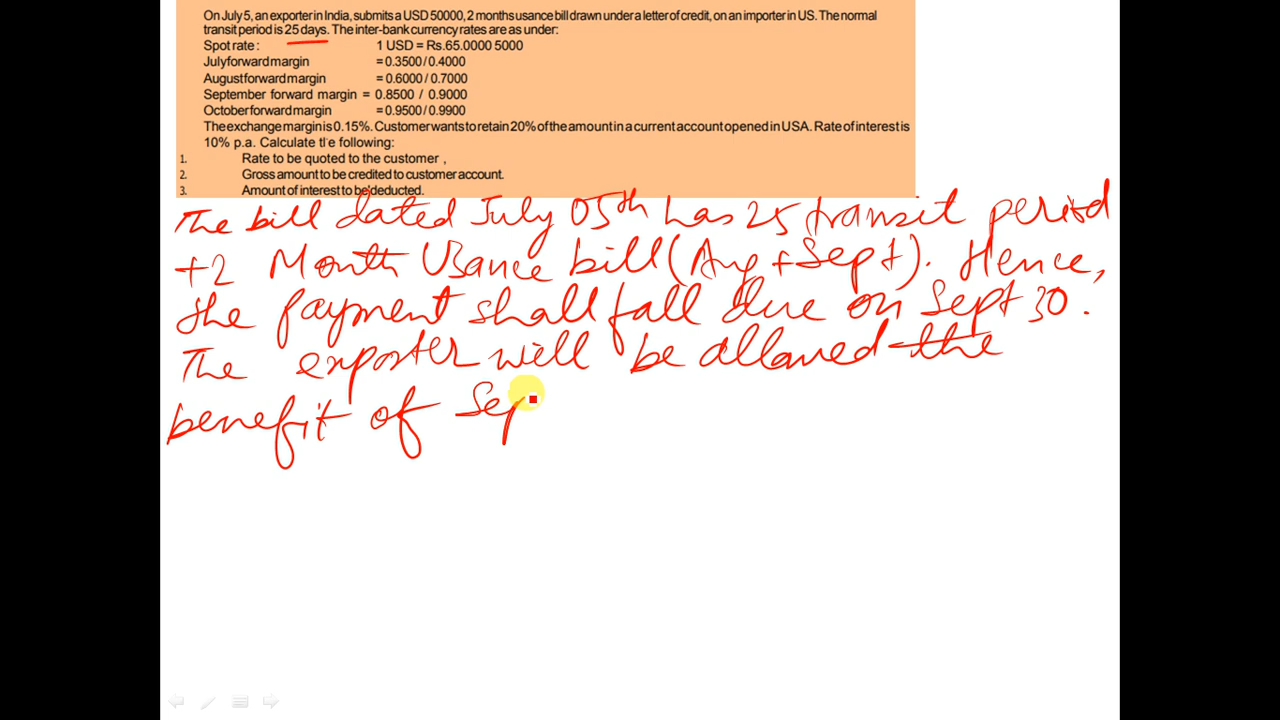 On July 5, an exporter in India, submits a USD 50000, 2 months usance bill drawn under a letter of credit, on an importer in US. The normal
transit period is 25 days. The inter-bank currency rates are as under:
Spot rate : 1 USD = Rs.65.0000 5000
July forward margin = 0.3500 / 0.4000
August forward margin = 0.6000 / 0.7000
September forward margin = 0.8500 / 0.9000
October forward margin = 0.9500 / 0.9900
The exchange margin is 0.15%. Customer wants to retain 20% of the amount in a current account opened in USA. Rate of interest is
10% p.a. Calculate the following:
1. Rate to be quoted to the customer ,
2. Gross amount to be credited to customer account.
3. Amount of interest to be deducted.
The bill dated July 05th has 25 transit period
+2 Month Usance bill (Aug + Sept). Hence,
the payment shall fall due on Sept 30.
The exporter will be allowed the
benefit of Sep